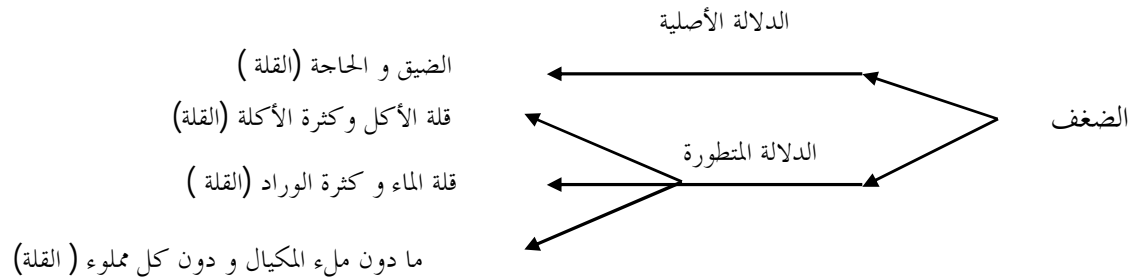 الدلالة الأصلية
الضيق و الحاجة (القلة )
قلة الأكل وكثرة الأكلة (القلة)
الضغف
الدلالة المتطورة
قلة الماء و كثرة الوراد (القلة )
ما دون ملء المكيال و دون كل مملوء ( القلة)